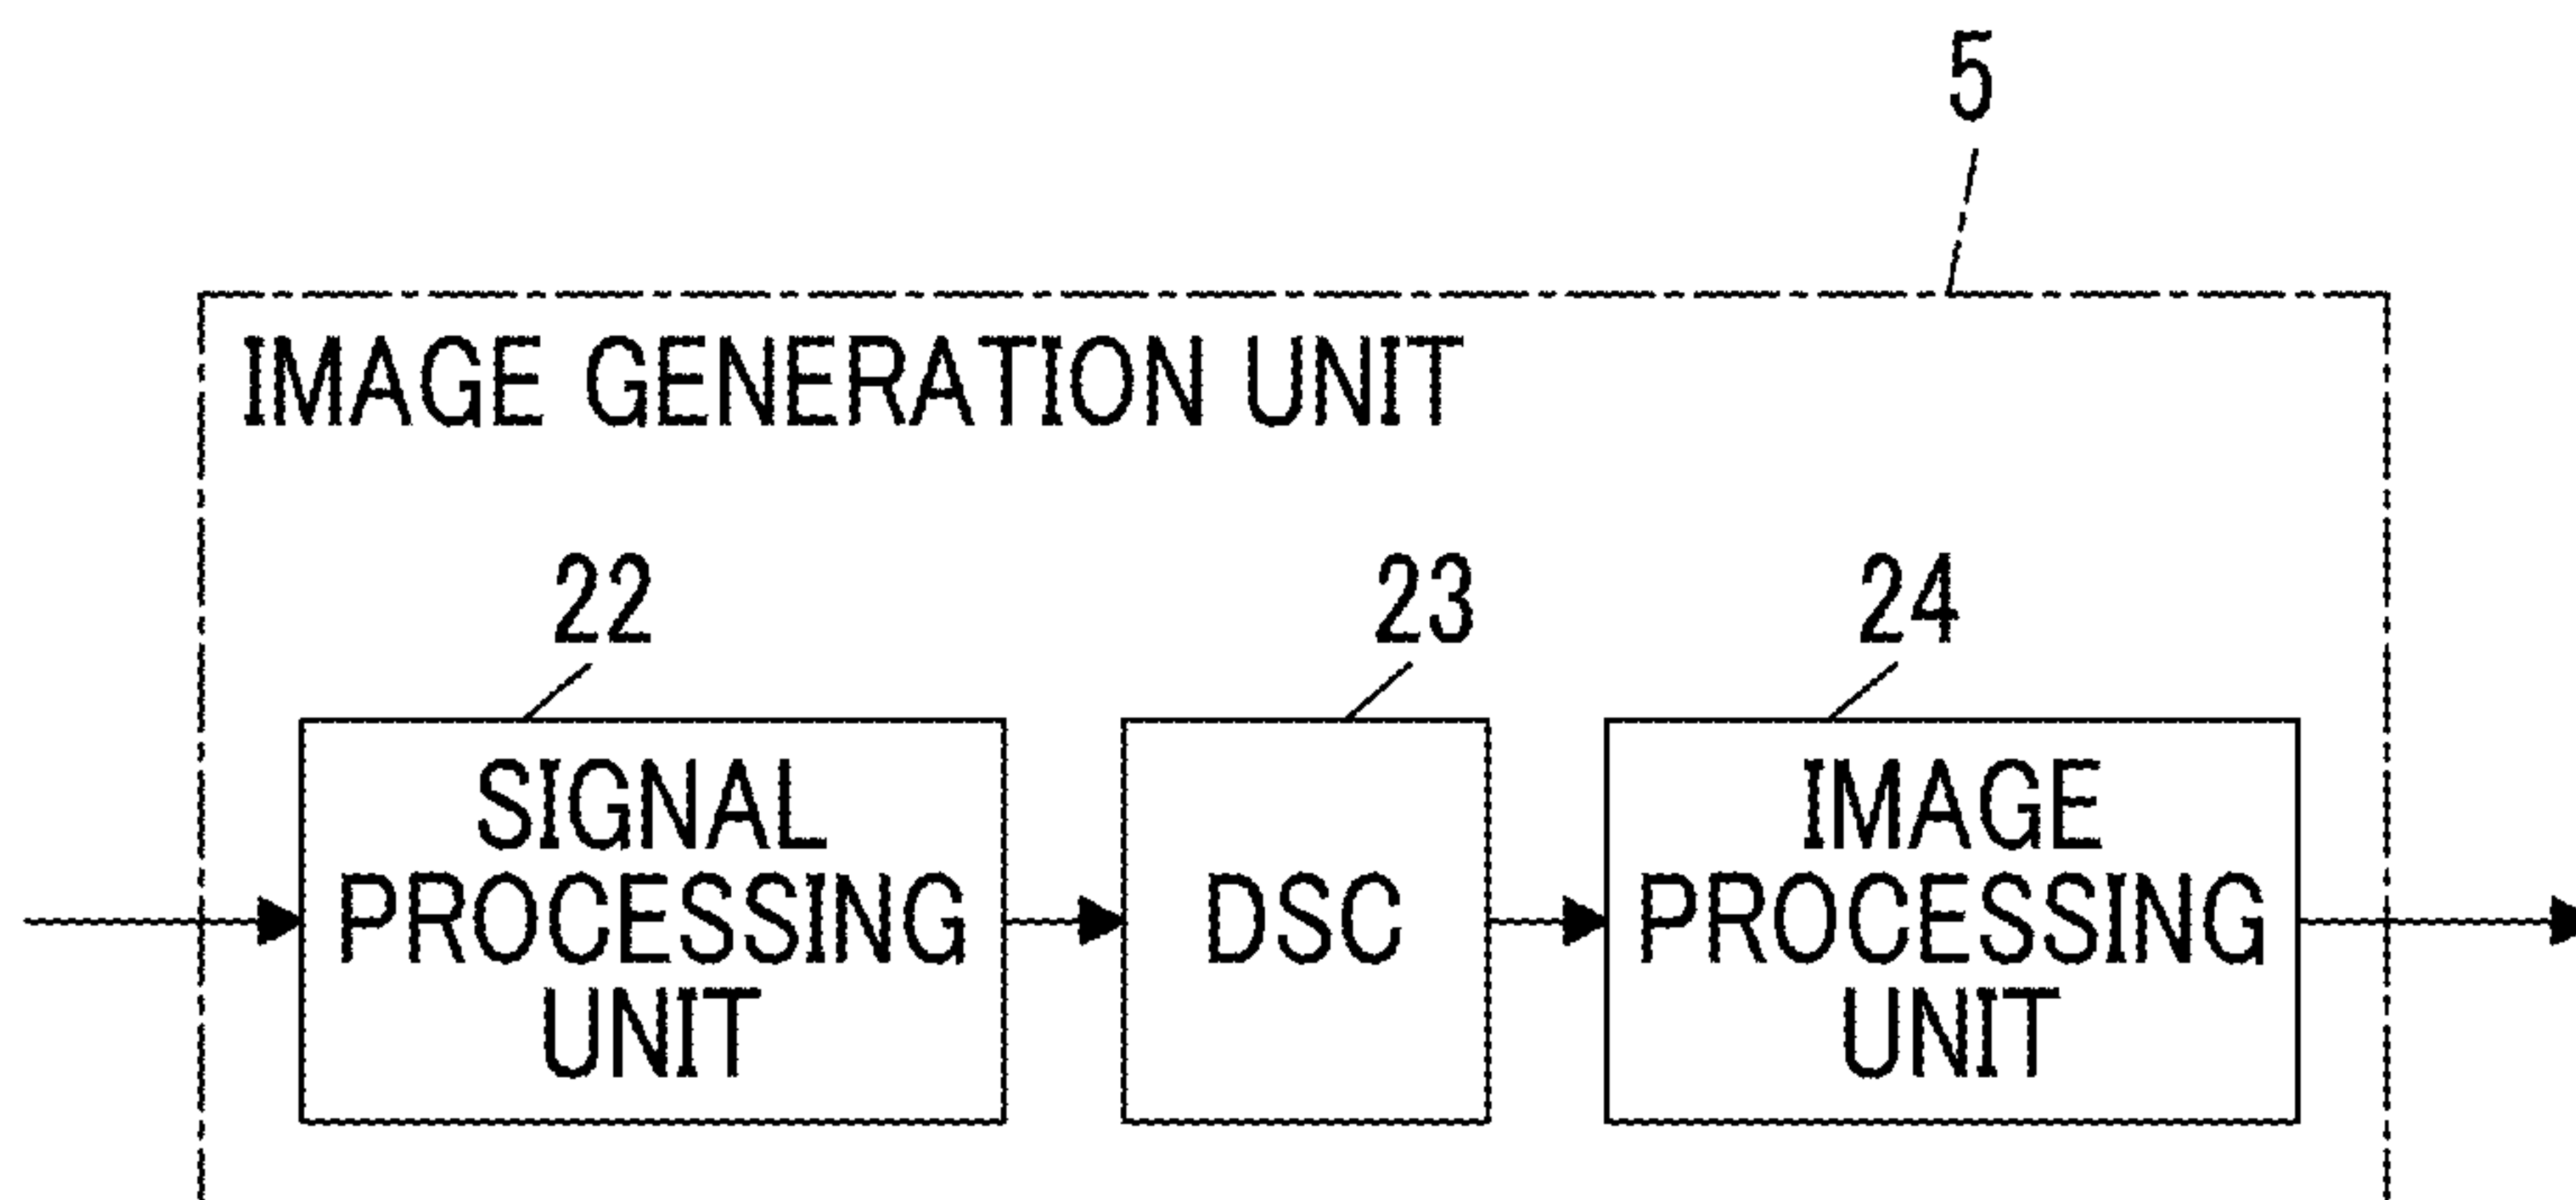 5
IMAGE GENERATION UNIT
22
23
24
SIGNAL
PROCESSING
UNIT
DSC
IMAGE
PROCESSING
UNIT